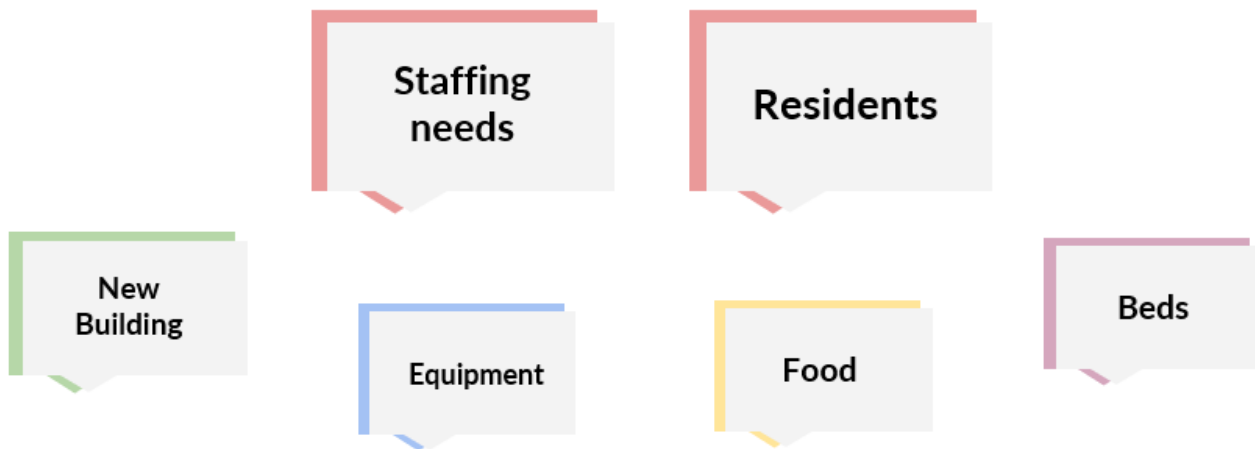 Staffing
needs
Residents
New
Building
Equipment
Food
Beds